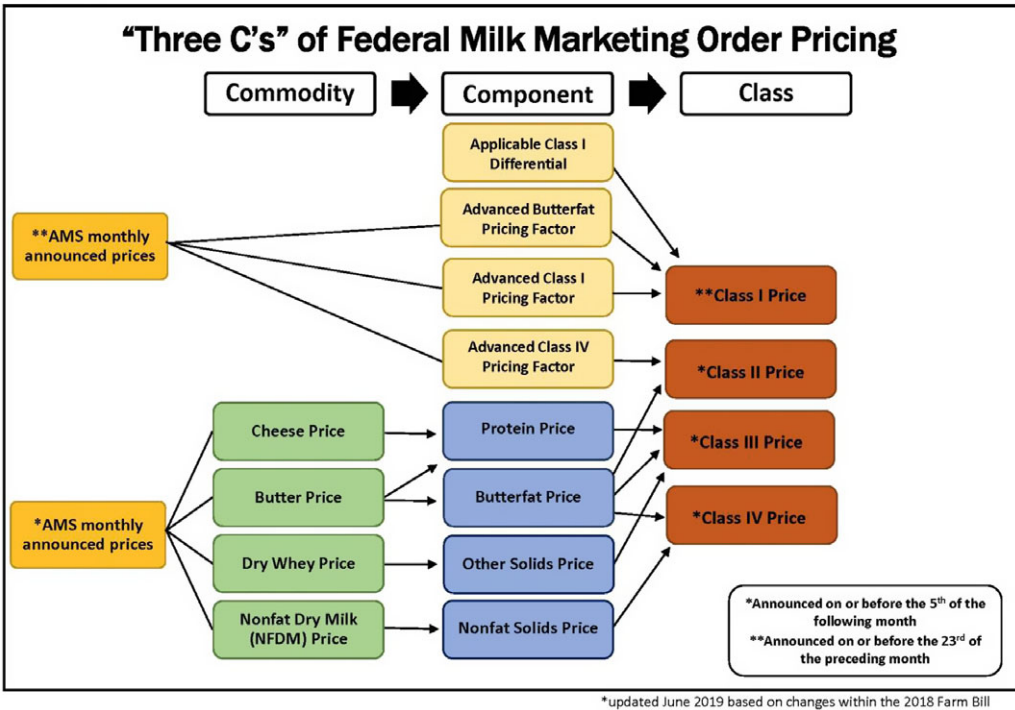 “Three C’s” of Federal Milk Marketing Order Pricing
Commodity
Component
Class
Applicable Class I
Differential
**AMS monthly
announced prices
Advanced Butterfat
Pricing Factor
Advanced Class I
Pricing Factor
**Class I Price
Advanced Class IV
Pricing Factor
*Class II Price
Cheese Price
Protein Price
*Class III Price
*AMS monthly
announced prices
Butter Price
Butterfat Price
*Class IV Price
Dry Whey Price
Other Solids Price
Nonfat Dry Milk
(NFDM) Price
Nonfat Solids Price
*Announced on or before the 5th of the
following month
**Announced on or before the 23rd of
the preceding month
*updated June 2019 based on changes within the 2018 Farm Bill